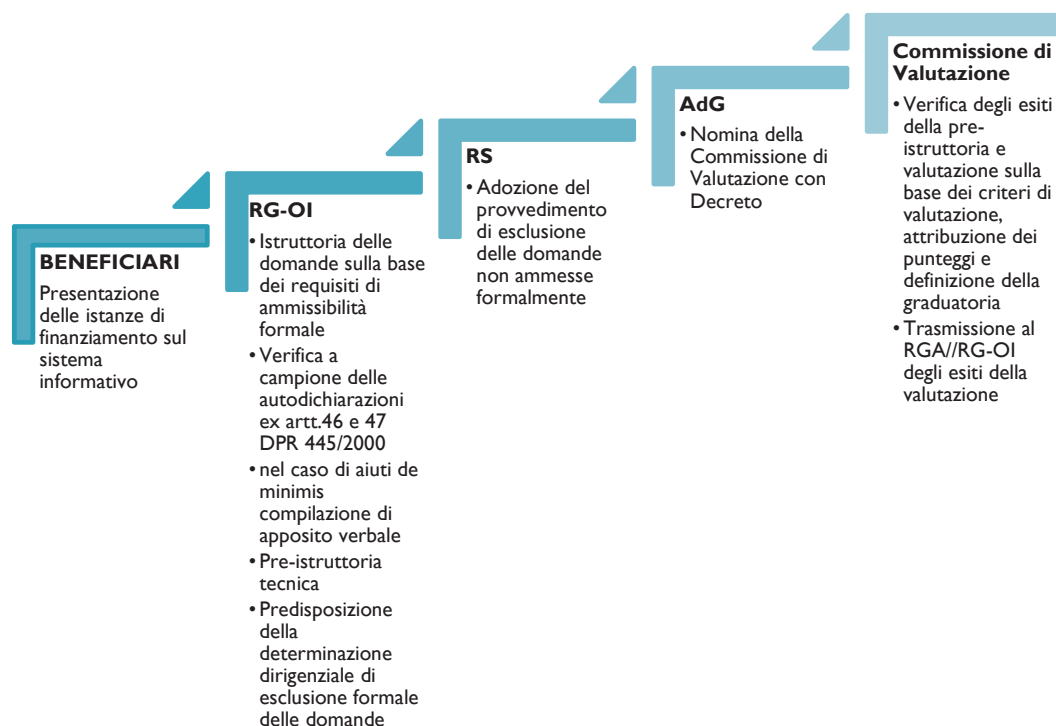 BENEFICIARI
Presentazione
delle istanze di
finanziamento sul
sistema
informativo
RG-OI
• Istruttoria delle
domande sulla base
dei requisiti di
ammissibilità
formale
• Verifica a
campione delle
autodichiarazioni
ex artt.46 e 47
DPR 445/2000
• nel caso di aiuti de
minimis
compilazione di
apposito verbale
• Pre-istruttoria
tecnica
• Predisposizione
della
determinazione
dirigenziale di
esclusione formale
delle domande
RS
• Adozione del
provvedimento
di esclusione
delle domande
non ammesse
formalmente
AdG
• Nomina della
Commissione di
Valutazione con
Decreto
Commissione di
Valutazione
• Verifica degli esiti
della pre-
istruttoria e
valutazione sulla
base dei criteri di
valutazione,
attribuzione dei
punteggi e
definizione della
graduatoria
• Trasmissione al
RGA//RG-OI
degli esiti della
valutazione